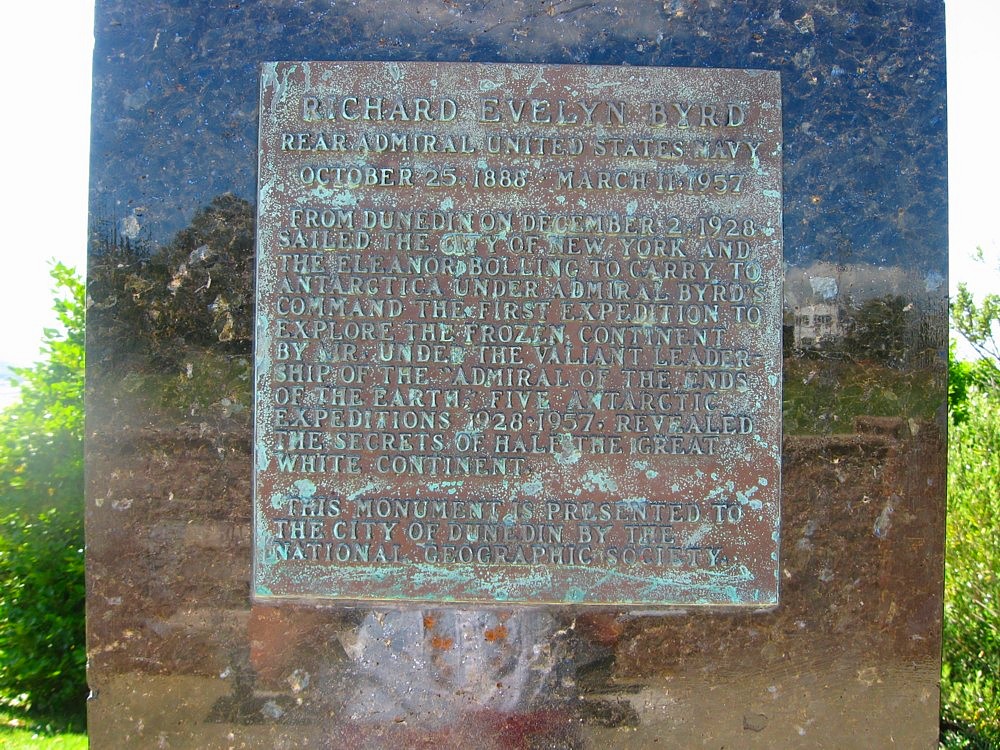 RICHARD EVELYN BYRD
REAR ADMIRAL UNITED STATES NAVY
OCTOBER 25·1888 MARCH 11·1957
FROM DUNEDIN ON DECEMBER 2, 1928
SAILED THE CITY OF NEW YORK AND
THE ELEANOR BOLLING TO CARRY TO
ANTARCTICA UNDER ADMIRAL BYRD'S
COMMAND THE FIRST EXPEDITION TO
EXPLORE THE FROZEN CONTINENT
BY AIR. UNDER THE VALIANT LEADER-
SHIP OF THE "ADMIRAL OF THE ENDS
OF THE EARTH," FIVE ANTARCTIC
EXPEDITIONS 1928·1957, REVEALED
THE SECRETS OF HALF THE GREAT
WHITE CONTINENT.
THIS MONUMENT IS PRESENTED TO
THE CITY OF DUNEDIN BY THE
NATIONAL GEOGRAPHIC SOCIETY.